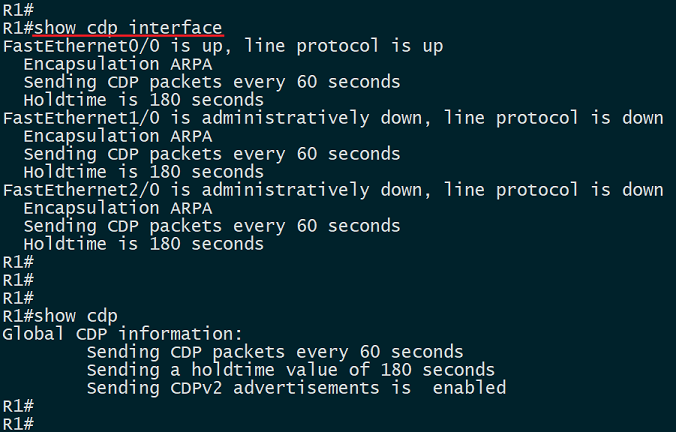 R1#
R1#show cdp interface
FastEthernet0/0 is up, line protocol is up
  Encapsulation ARPA
  Sending CDP packets every 60 seconds
  Holdtime is 180 seconds
FastEthernet1/0 is administratively down, line protocol is down
  Encapsulation ARPA
  Sending CDP packets every 60 seconds
  Holdtime is 180 seconds
FastEthernet2/0 is administratively down, line protocol is down
  Encapsulation ARPA
  Sending CDP packets every 60 seconds
  Holdtime is 180 seconds
R1#
R1#
R1#
R1#show cdp
Global CDP information:
        Sending CDP packets every 60 seconds
        Sending a holdtime value of 180 seconds
        Sending CDPv2 advertisements is  enabled
R1#
R1#